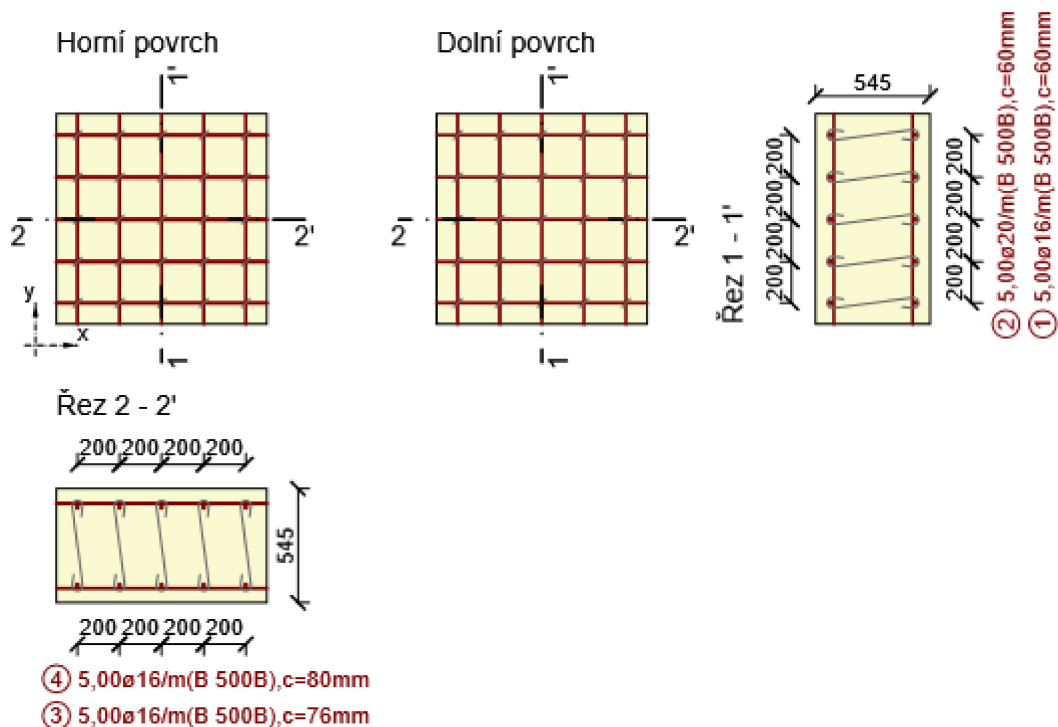 Horní povrch
1'
2
2'
y
x
1
Dolní povrch
1'
2
2'
1
545
200 200 200 200
200 200 200 200
Řez 1 - 1'
② 5,00ø20/m(B 500B),c=60mm
① 5,00ø16/m(B 500B),c=60mm
Řez 2 - 2'
200 200 200 200
545
200 200 200 200
④ 5,00ø16/m(B 500B),c=80mm
③ 5,00ø16/m(B 500B),c=76mm